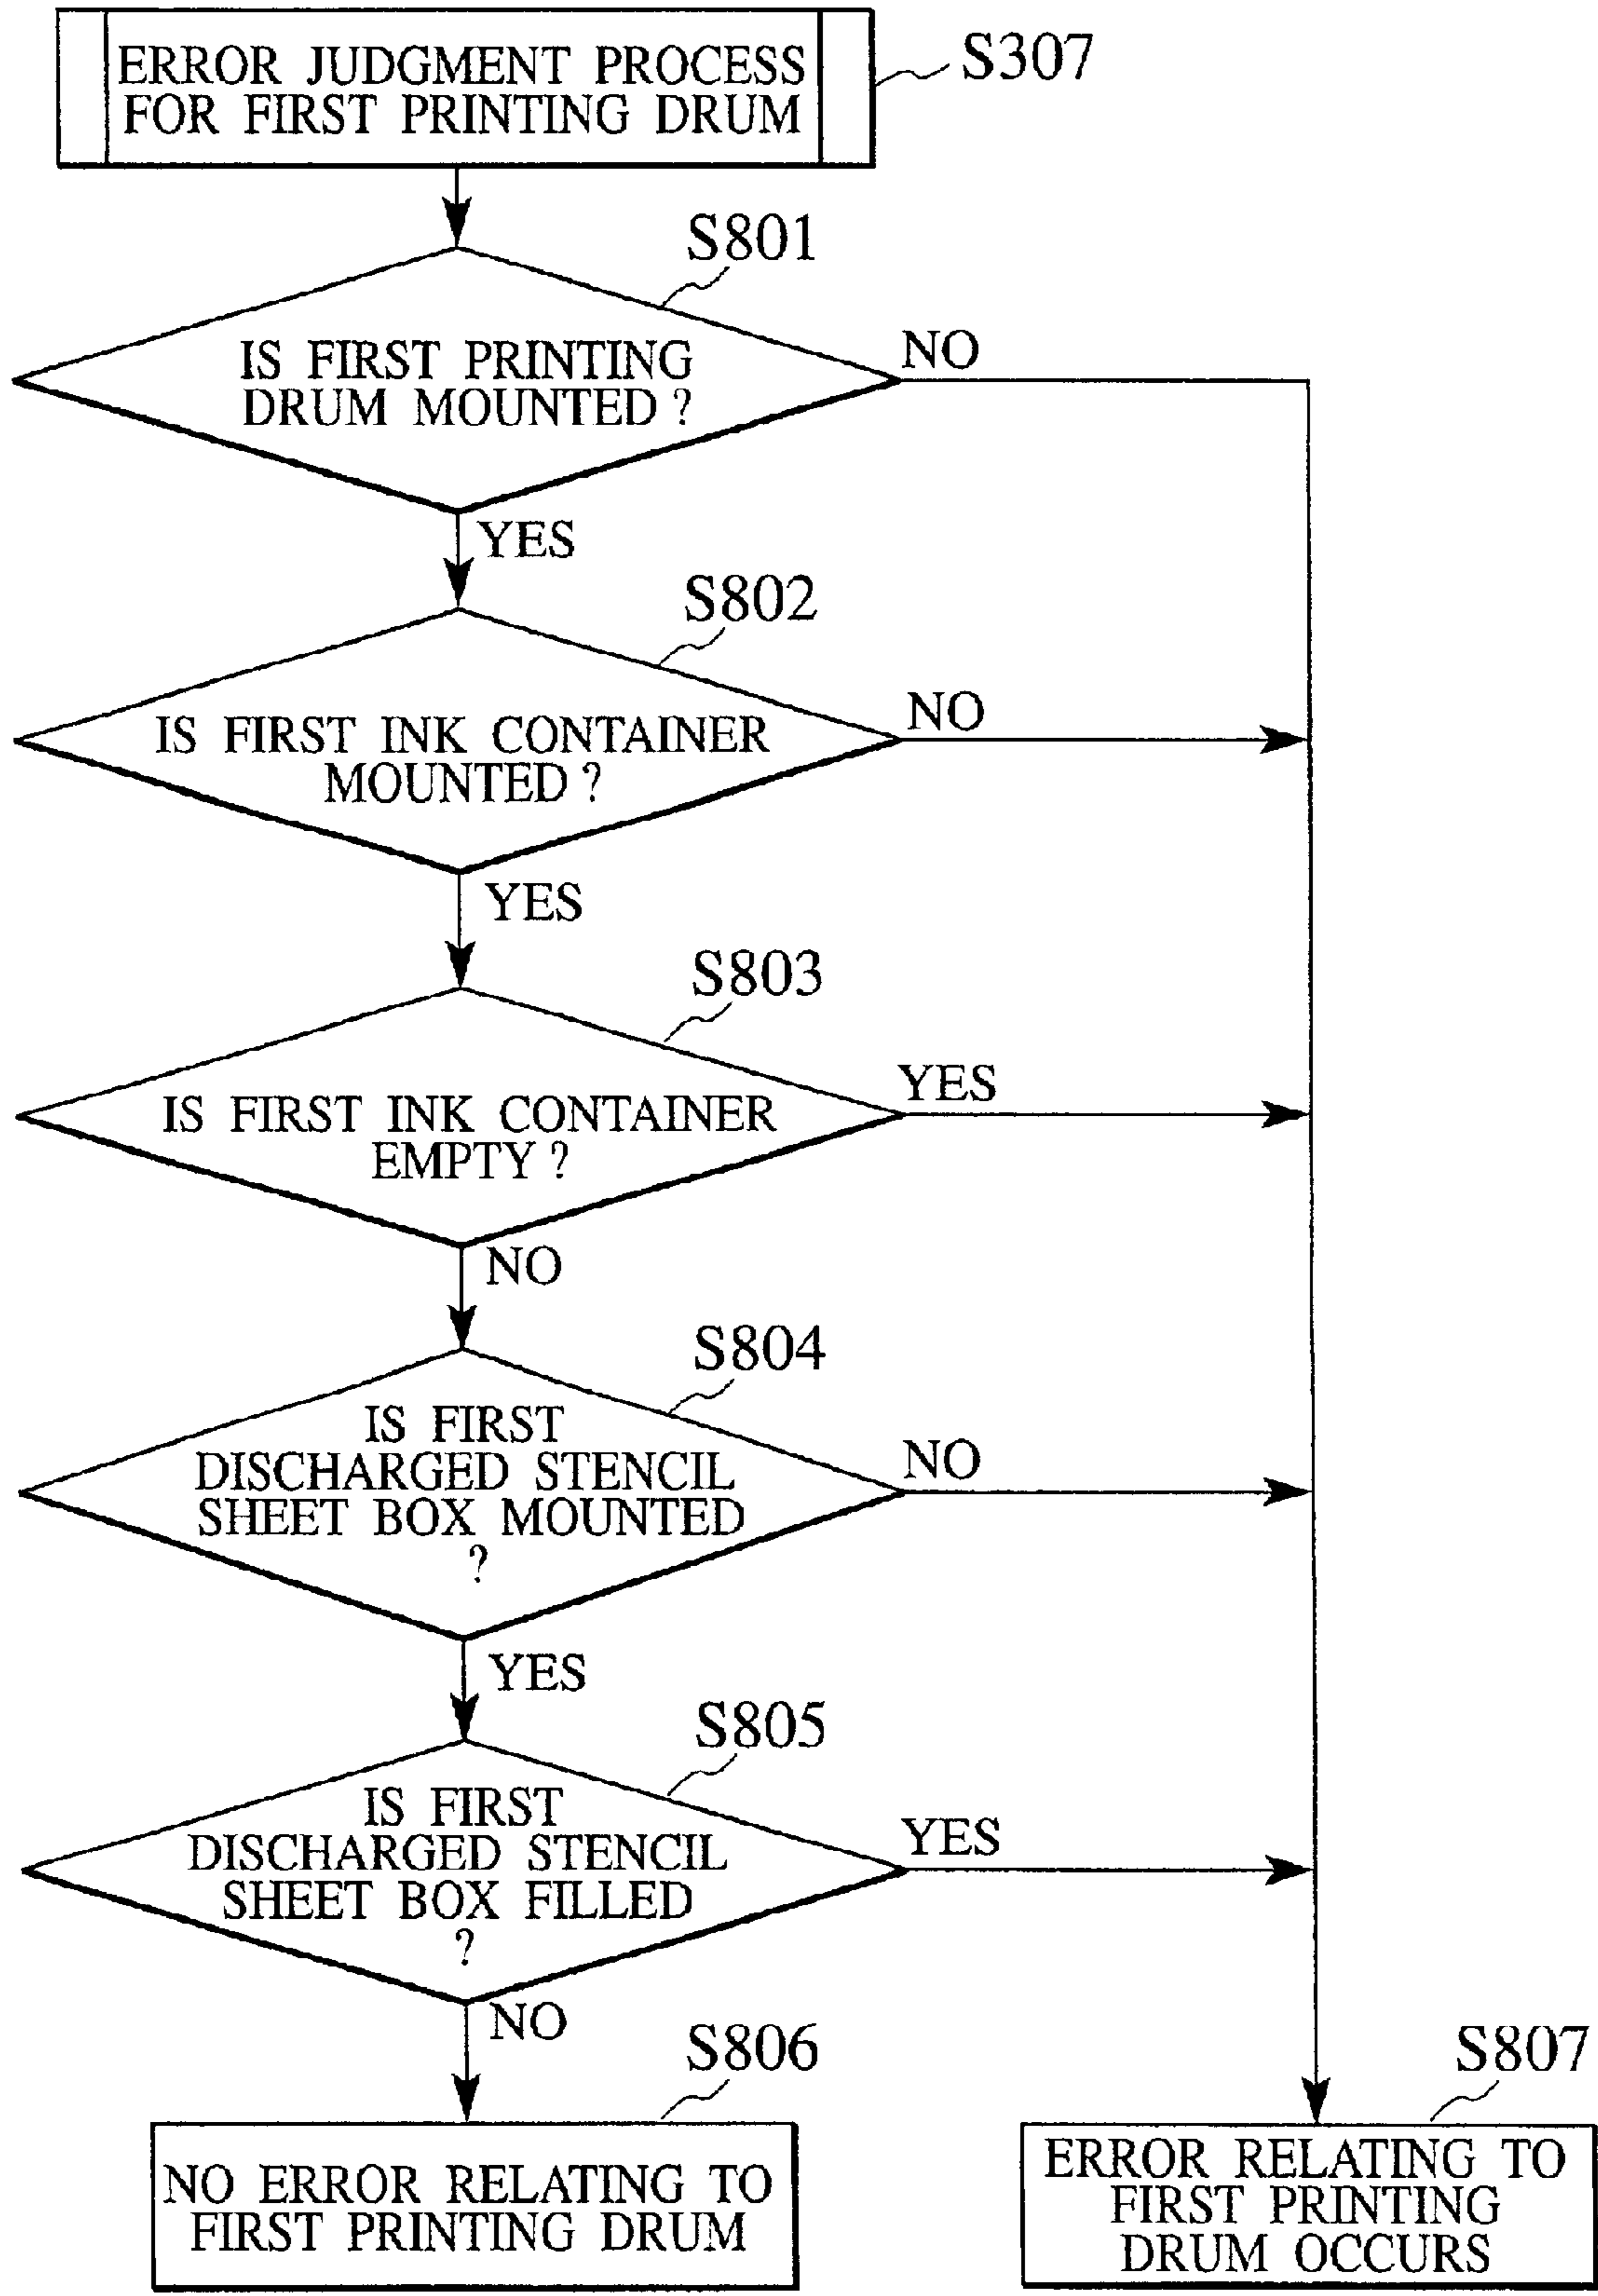 ERROR JUDGMENT PROCESS
FOR FIRST PRINTING DRUM
S307
S801
IS FIRST PRINTING
DRUM MOUNTED ?
NO
YES
S802
IS FIRST INK CONTAINER
MOUNTED ?
NO
YES
S803
IS FIRST INK CONTAINER
EMPTY ?
YES
NO
S804
IS FIRST
DISCHARGED STENCIL
SHEET BOX MOUNTED
?
NO
YES
S805
IS FIRST
DISCHARGED STENCIL
SHEET BOX FILLED
?
YES
NO
S806
NO ERROR RELATING TO
FIRST PRINTING DRUM
S807
ERROR RELATING TO
FIRST PRINTING
DRUM OCCURS